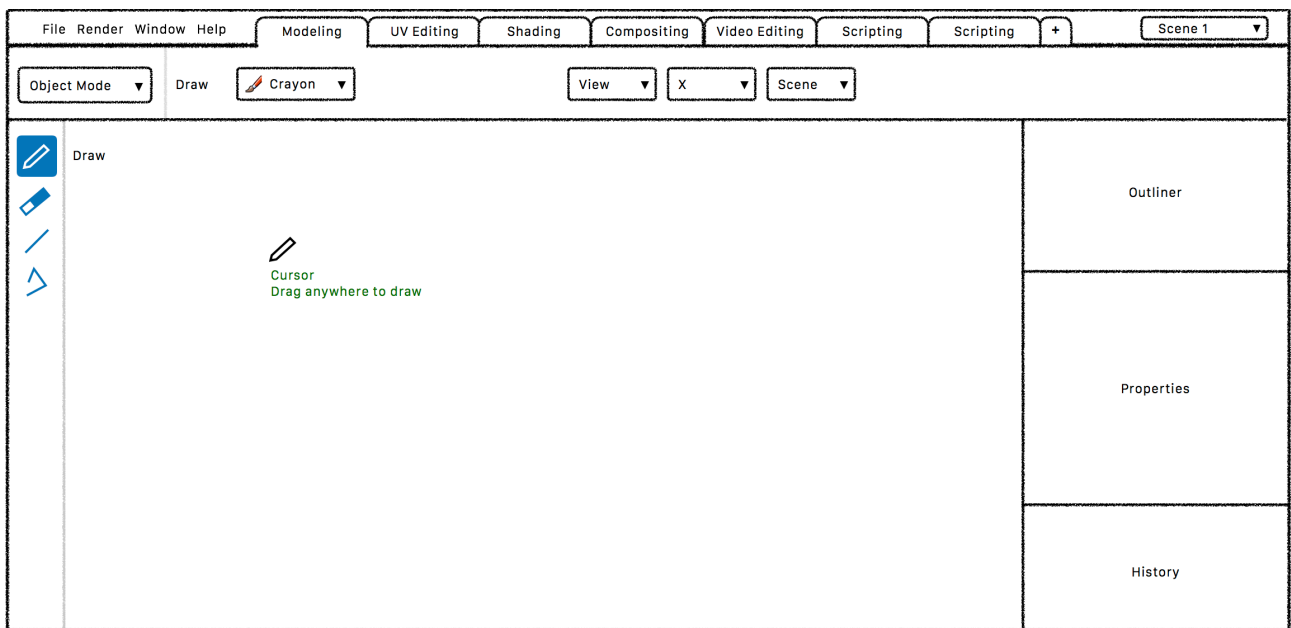 File Render Window Help Modeling UV Editing Shading Compositing Video Editing Scripting Scripting + Scene 1 ▼
Object Mode ▼ Draw Crayon ▼ View ▼ X ▼ Scene ▼
Draw
Outliner
Cursor
Drag anywhere to draw
Properties
History